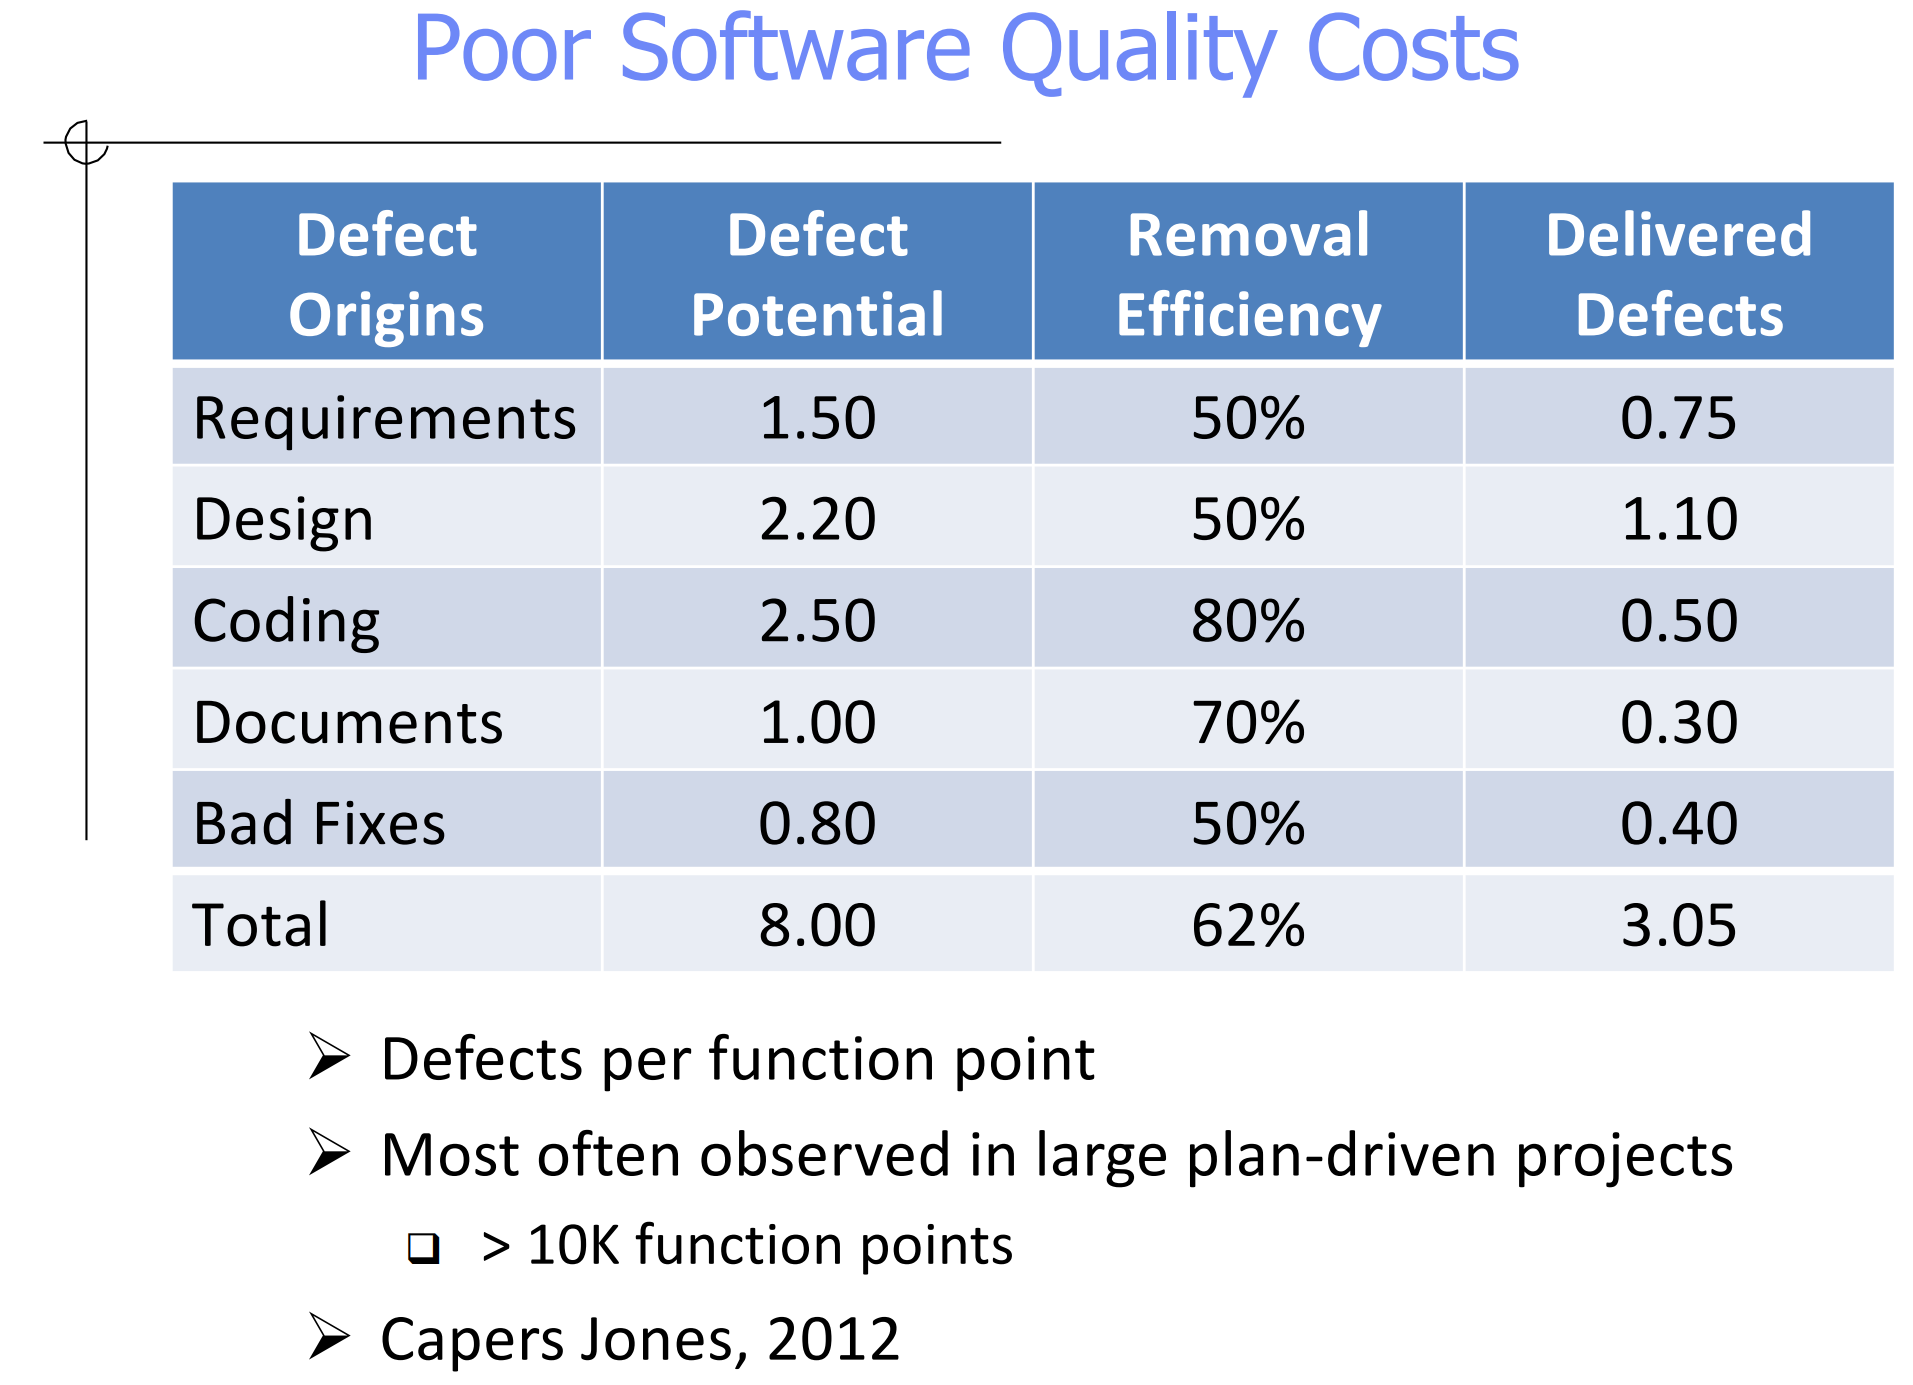 Poor Software Quality Costs
Defect Origins Defect Potential Removal Efficiency Delivered Defects
Requirements 1.50 50% 0.75
Design 2.20 50% 1.10
Coding 2.50 80% 0.50
Documents 1.00 70% 0.30
Bad Fixes 0.80 50% 0.40
Total 8.00 62% 3.05
Defects per function point
Most often observed in large plan-driven projects
> 10K function points
Capers Jones, 2012